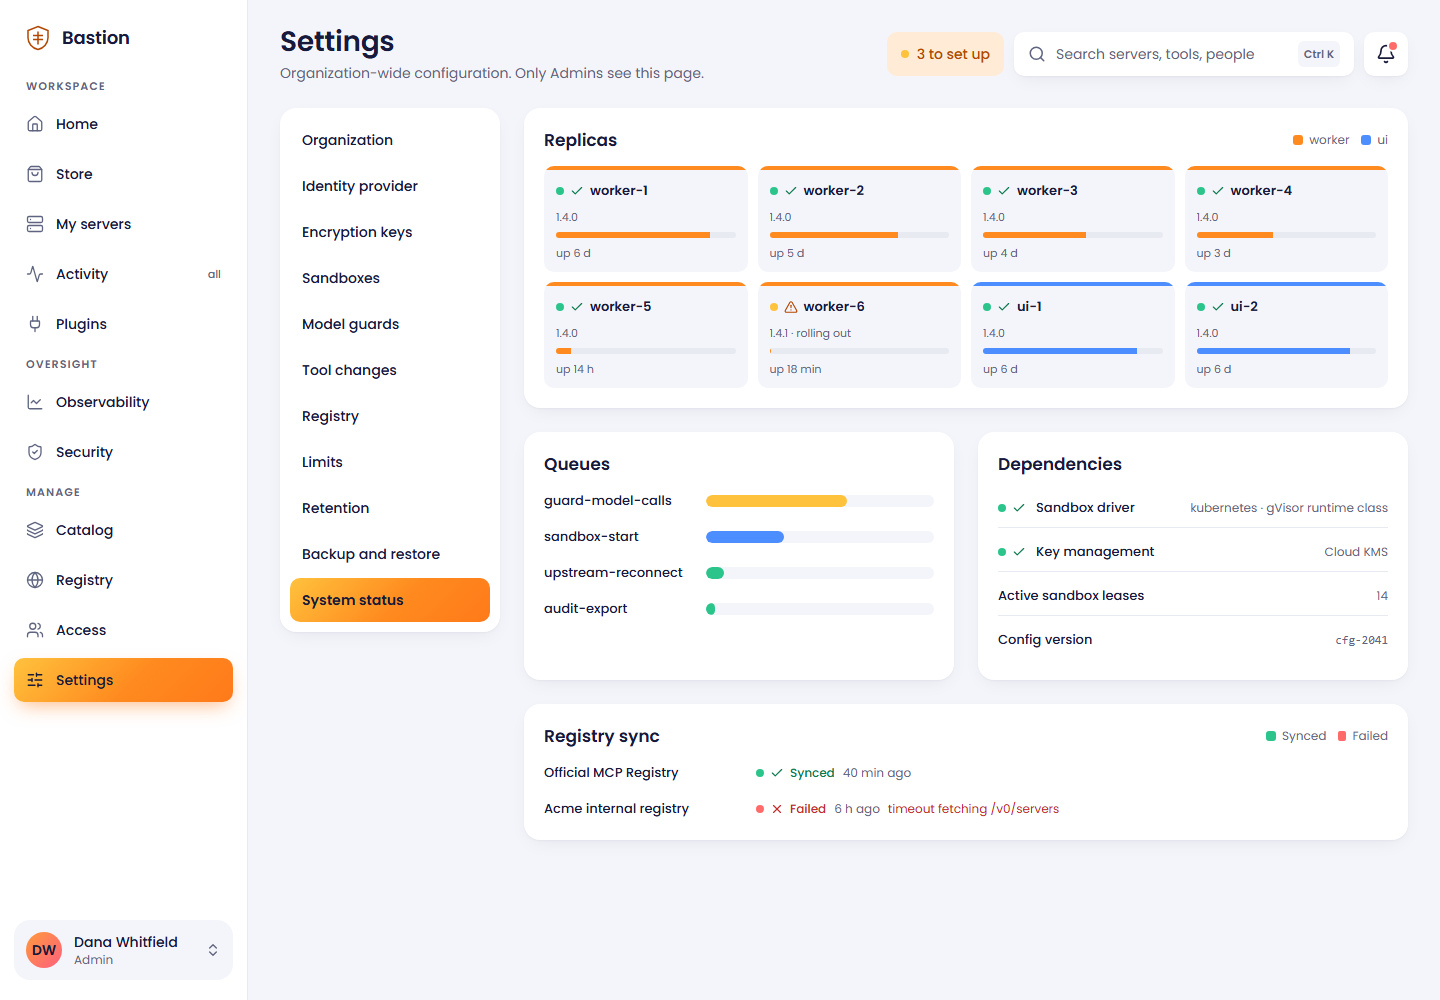 Bastion
WORKSPACE
Home
Store
My servers
Activity all
Plugins
OVERSIGHT
Observability
Security
MANAGE
Catalog
Registry
Access
Settings
DW
Dana Whitfield
Admin
Settings
Organization-wide configuration. Only Admins see this page.
3 to set up
Search servers, tools, people
Ctrl K
Organization
Identity provider
Encryption keys
Sandboxes
Model guards
Tool changes
Registry
Limits
Retention
Backup and restore
System status
Replicas
worker ui
worker-1
1.4.0
up 6 d
worker-2
1.4.0
up 5 d
worker-3
1.4.0
up 4 d
worker-4
1.4.0
up 3 d
worker-5
1.4.0
up 14 h
worker-6
1.4.1 · rolling out
up 18 min
ui-1
1.4.0
up 6 d
ui-2
1.4.0
up 6 d
Queues
guard-model-calls
sandbox-start
upstream-reconnect
audit-export
Dependencies
Sandbox driver kubernetes · gVisor runtime class
Key management Cloud KMS
Active sandbox leases 14
Config version cfg-2041
Registry sync
Synced Failed
Official MCP Registry Synced 40 min ago
Acme internal registry Failed 6 h ago timeout fetching /v0/servers